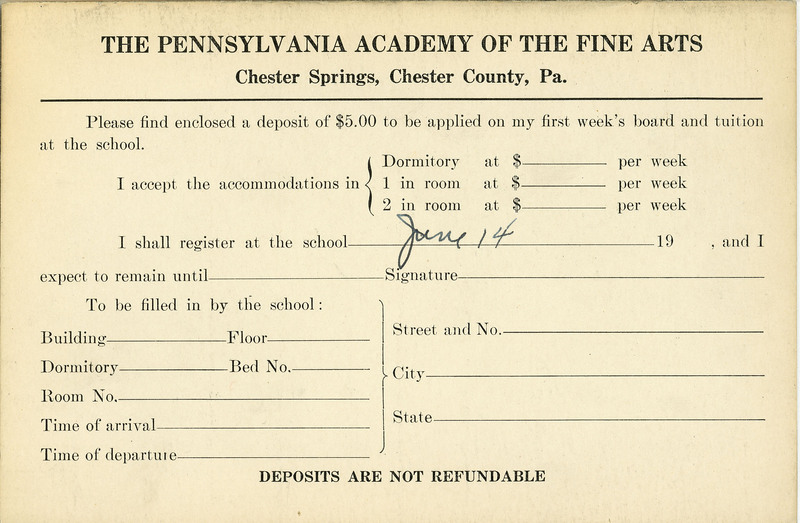 THE PENNSYLVANIA ACADEMY OF THE FINE ARTS
Chester Springs, Chester County, Pa.
Please find enclosed a deposit of $5.00 to be applied on my first week's board and tuition
at the school.
I accept the accommodations in
Dormitory at $ per week
1 in room at $ per week
2 in room at $ per week
I shall register at the school June 14 19 , and I
expect to remain until Signature
To be filled in by the school:
Building Floor
Dormitory Bed No.
Room No.
Time of arrival
Time of departure
Street and No.
City
State
DEPOSITS ARE NOT REFUNDABLE